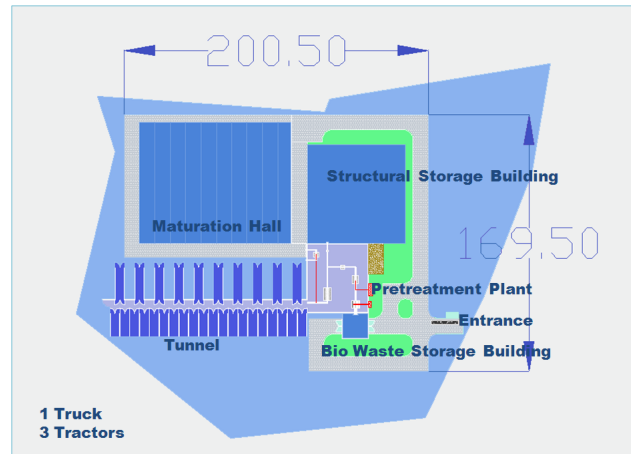 200.50
Structural Storage Building
Maturation Hall
169.50
Pretreatment Plant
Entrance
Tunnel
Bio Waste Storage Building
1 Truck
3 Tractors